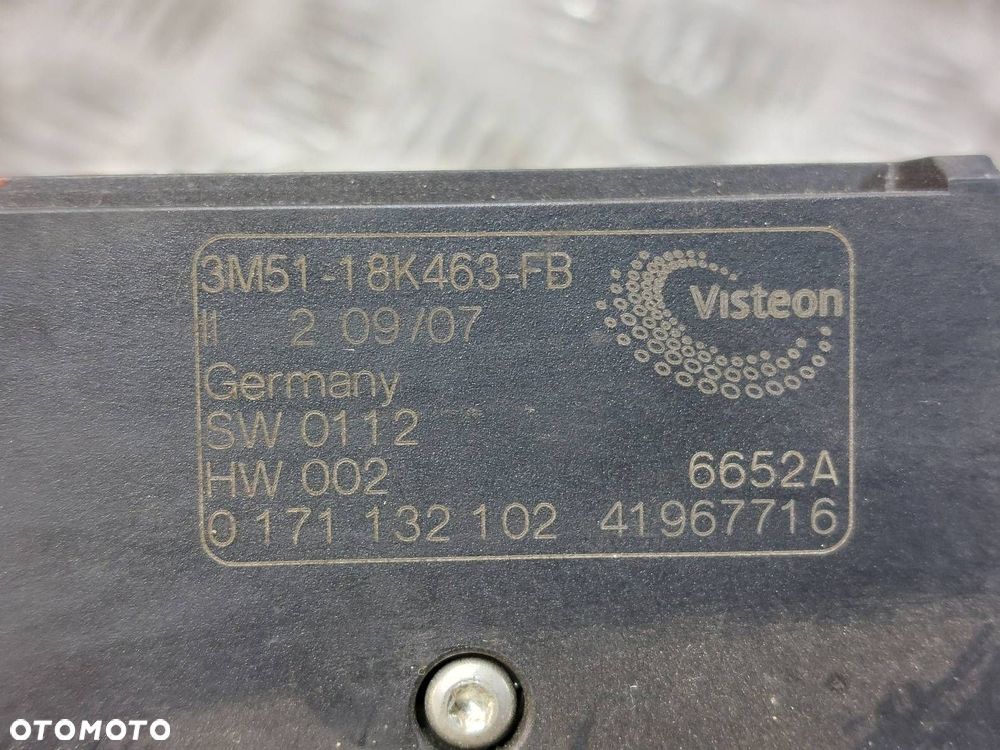 3M51-18K463-FB
Visteon
II 2 09/07
Germany
SW 0112
HW 002 6652A
0 171 132 102 41967716
OTOMOTO